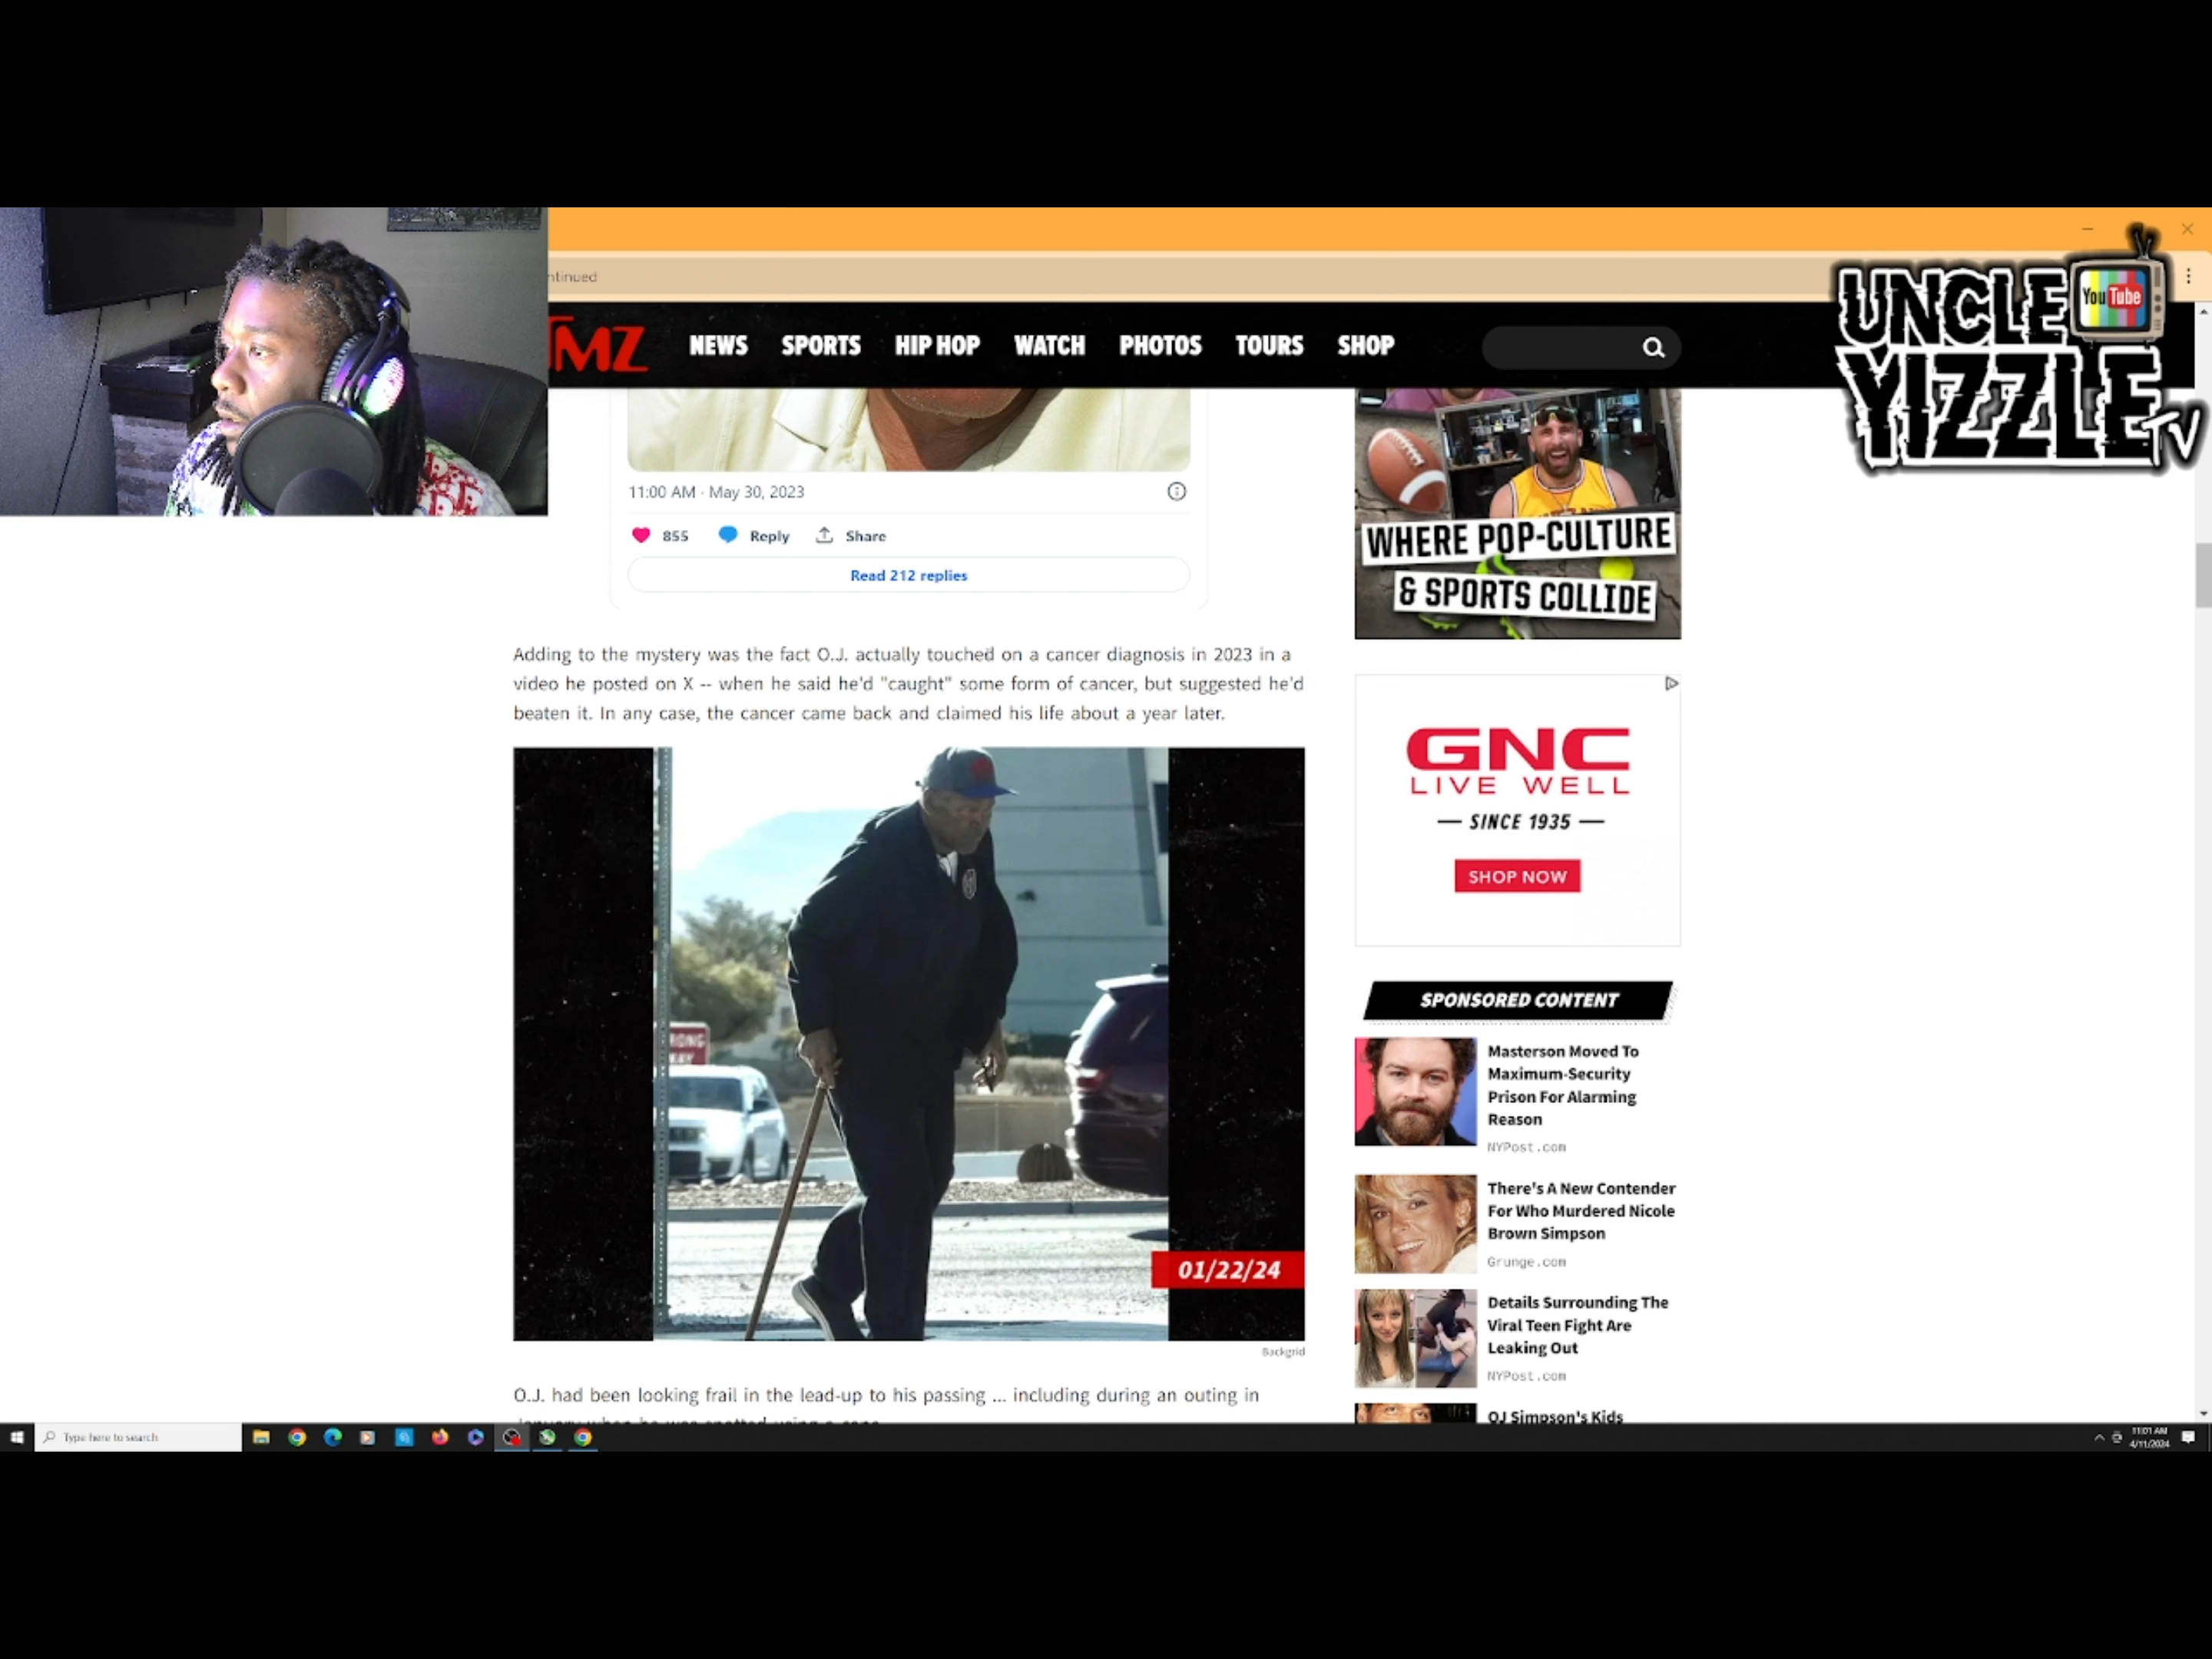 ntinued
UNCLE
YouTube
YIZZLE TV
TMZ
NEWS SPORTS HIP HOP WATCH PHOTOS TOURS SHOP
11:00 AM · May 30, 2023
855 Reply Share
Read 212 replies
Adding to the mystery was the fact O.J. actually touched on a cancer diagnosis in 2023 in a
video he posted on X -- when he said he'd "caught" some form of cancer, but suggested he'd
beaten it. In any case, the cancer came back and claimed his life about a year later.
01/22/24
Backgrid
O.J. had been looking frail in the lead-up to his passing ... including during an outing in
WHERE POP-CULTURE
& SPORTS COLLIDE
GNC
LIVE WELL
— SINCE 1935 —
SHOP NOW
SPONSORED CONTENT
Masterson Moved To
Maximum-Security
Prison For Alarming
Reason
NYPost.com
There's A New Contender
For Who Murdered Nicole
Brown Simpson
Grunge.com
Details Surrounding The
Viral Teen Fight Are
Leaking Out
NYPost.com
OJ Simpson's Kids
Type here to search
11:01 AM
4/11/2024